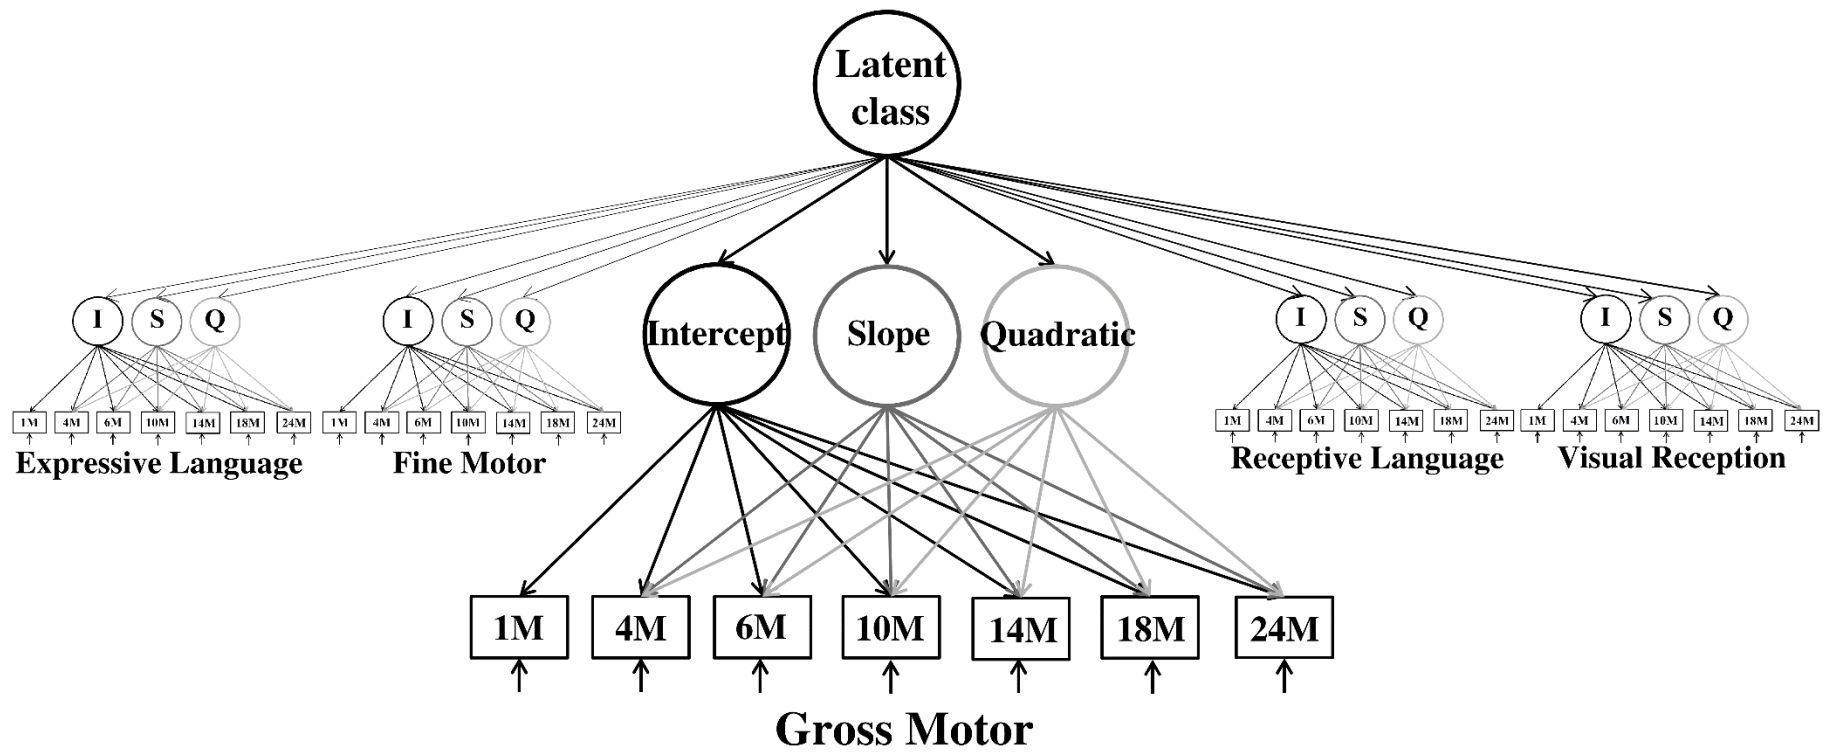 Latent
class
I S Q
I S Q
Intercept Slope Quadratic
I S Q
I S Q
1M 4M 6M 10M 14M 18M 24M
Expressive Language
1M 4M 6M 10M 14M 18M 24M
Fine Motor
1M 4M 6M 10M 14M 18M 24M
Receptive Language
1M 4M 6M 10M 14M 18M 24M
Visual Reception
1M 4M 6M 10M 14M 18M 24M
Gross Motor